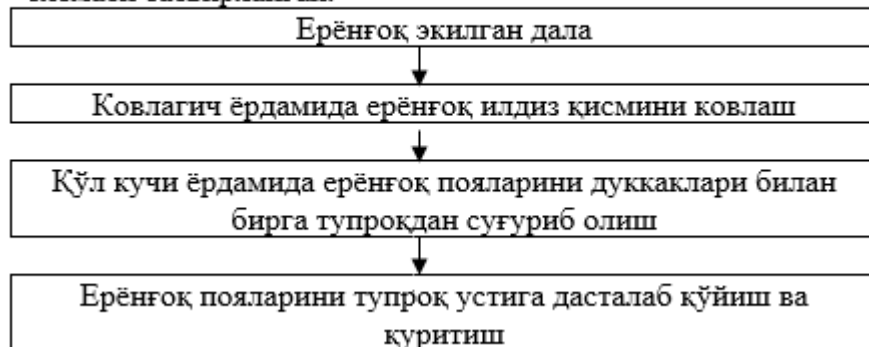 Ерёнғоқ экилган дала
Ковлагич ёрдамида ерёнғоқ илдиз қисмини ковлаш
Қўл кучи ёрдамида ерёнғоқ пояларини дуккаклари билан
бирга тупроқдан суғуриб олиш
Ерёнғоқ пояларини тупроқ устига дасталаб қўйиш ва
қуритиш